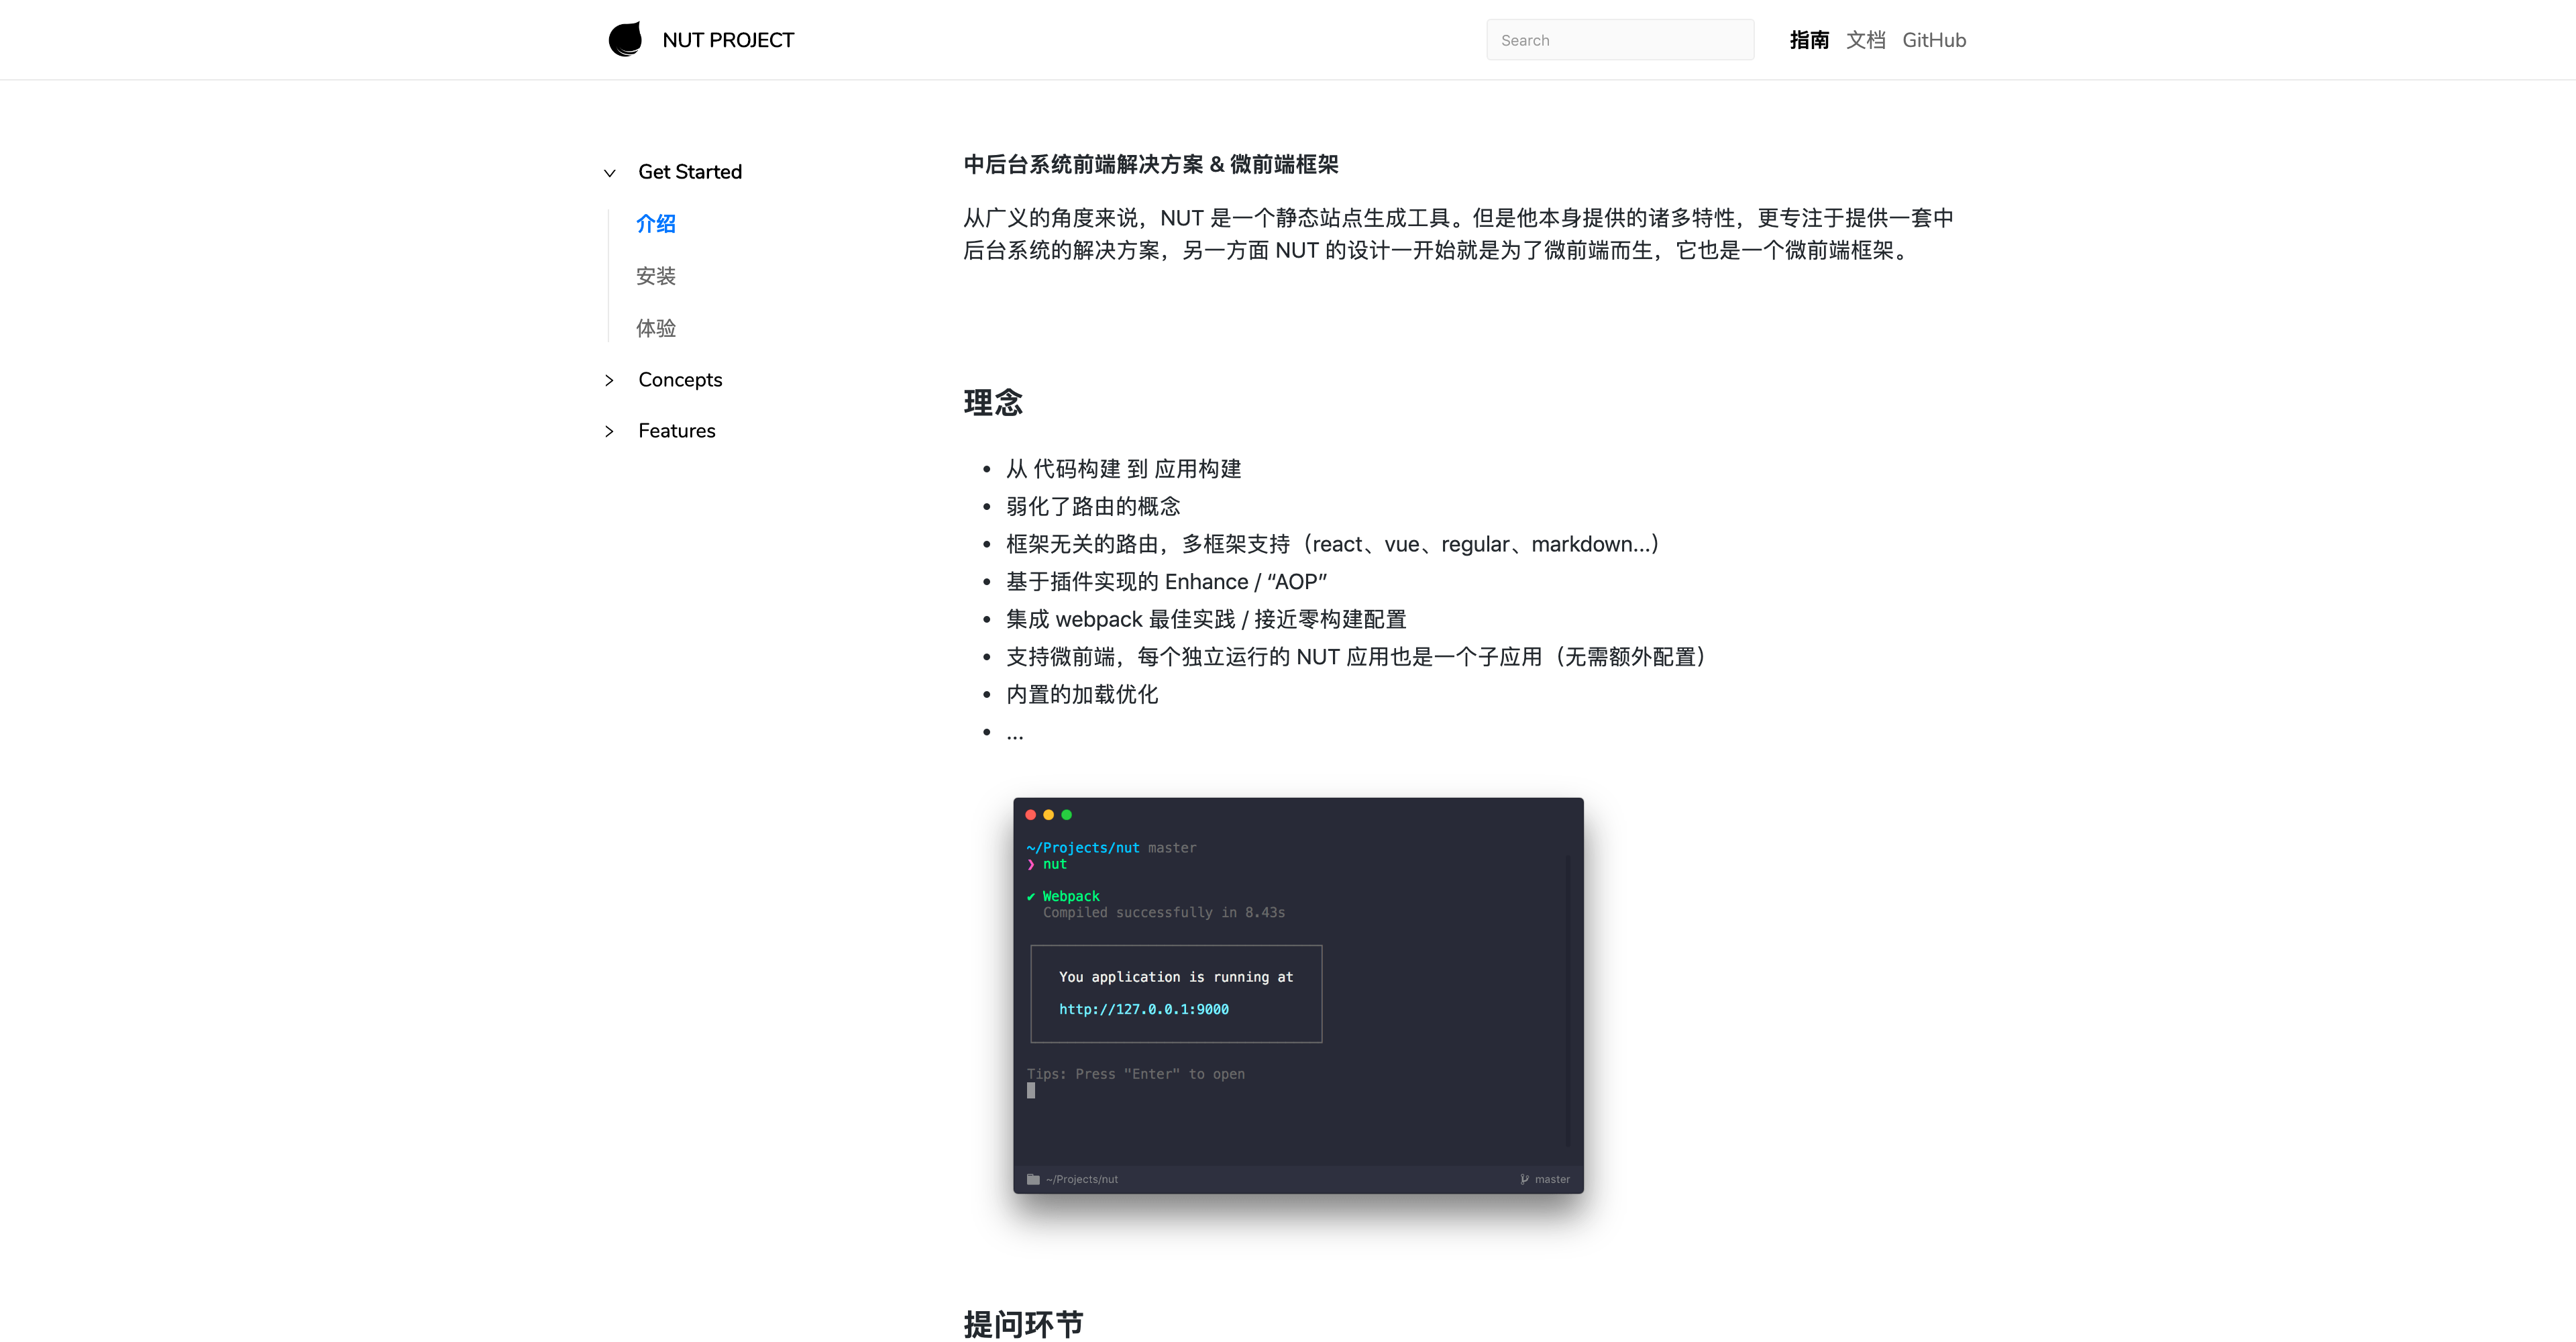 NUT PROJECT
Search
指南 文档 GitHub
Get Started
介绍
安装
体验
Concepts
Features
中后台系统前端解决方案 & 微前端框架
从广义的角度来说，NUT 是一个静态站点生成工具。但是他本身提供的诸多特性，更专注于提供一套中
后台系统的解决方案，另一方面 NUT 的设计一开始就是为了微前端而生，它也是一个微前端框架。
理念
• 从 代码构建 到 应用构建
• 弱化了路由的概念
• 框架无关的路由，多框架支持（react、vue、regular、markdown...）
• 基于插件实现的 Enhance / “AOP”
• 集成 webpack 最佳实践 / 接近零构建配置
• 支持微前端，每个独立运行的 NUT 应用也是一个子应用（无需额外配置）
• 内置的加载优化
• ...
~/Projects/nut master
❯ nut
✔ Webpack
Compiled successfully in 8.43s
You application is running at
http://127.0.0.1:9000
Tips: Press "Enter" to open
~/Projects/nut
master
提问环节